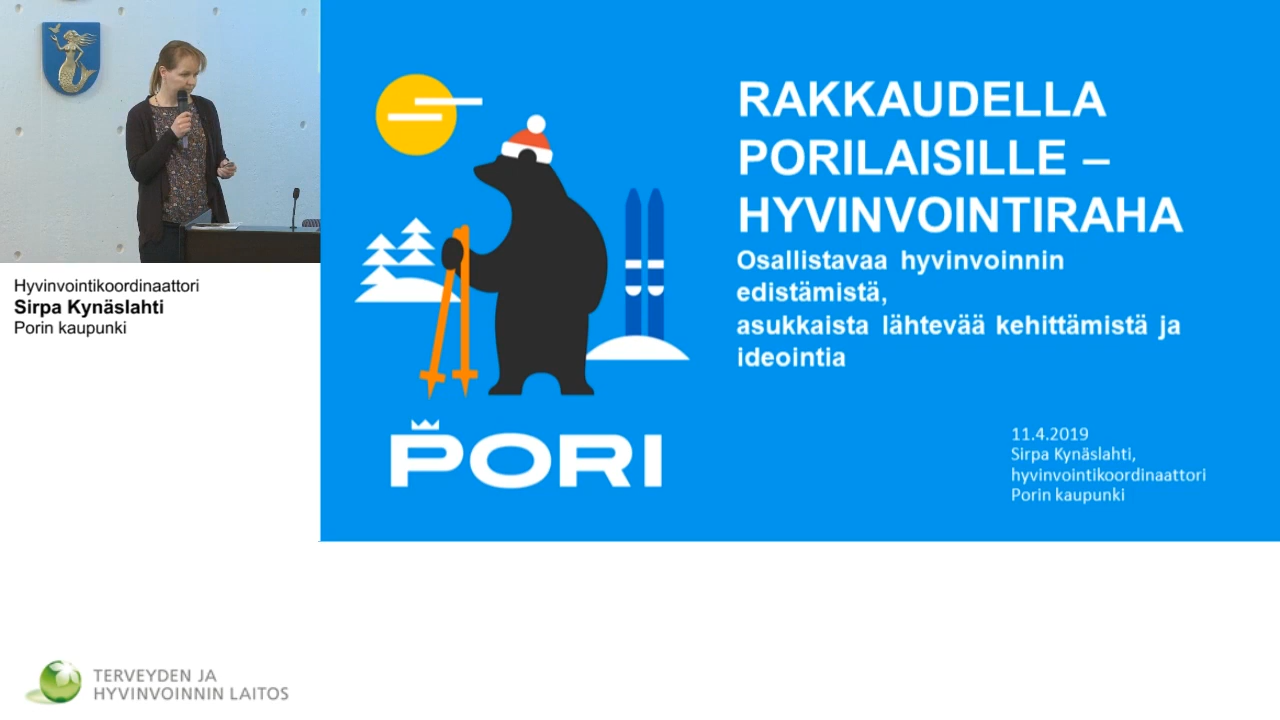 Hyvinvointikoordinaattori
Sirpa Kynäslahti
Porin kaupunki
RAKKAUDELLA
PORILAISILLE –
HYVINVOINTIRAHA
Osallistavaa hyvinvoinnin
edistämistä,
asukkaista lähtevää kehittämistä ja
ideointia
PORI
11.4.2019
Sirpa Kynäslahti,
hyvinvointikoordinaattori
Porin kaupunki
TERVEYDEN JA
HYVINVOINNIN LAITOS